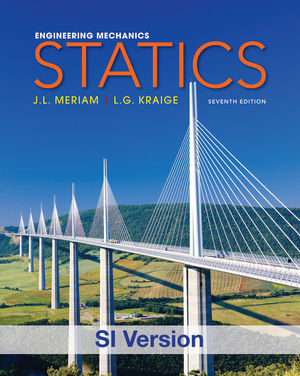 ENGINEERING MECHANICS
STATICS
J.L. MERIAM | L.G. KRAIGE SEVENTH EDITION
SI Version